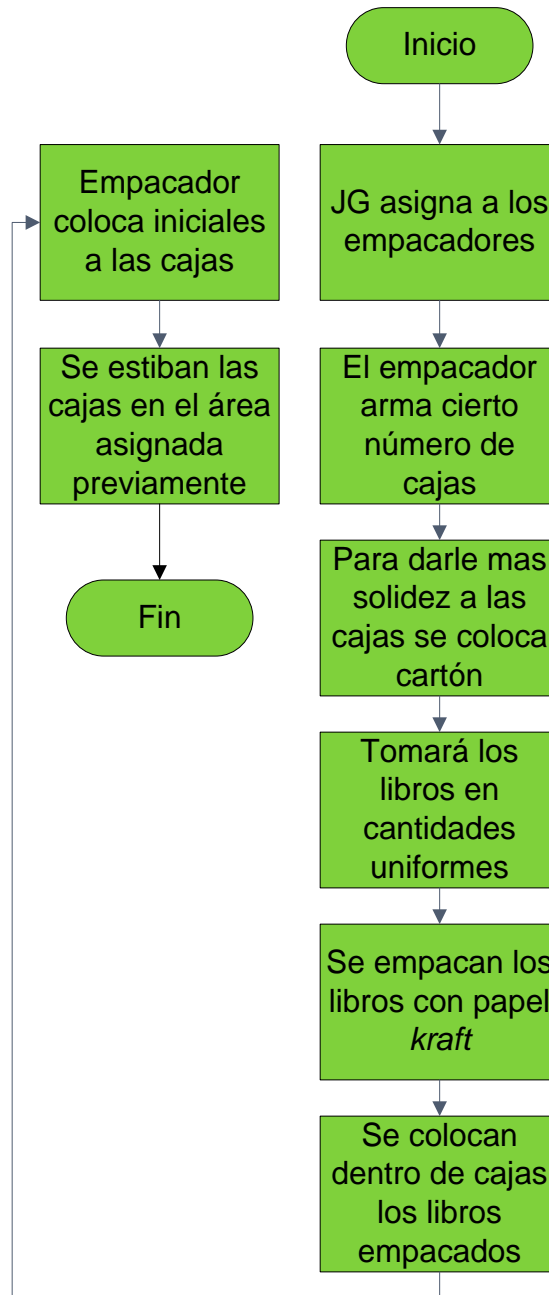 Inicio
JG asigna a los
empacadores
El empacador
arma cierto
número de
cajas
Para darle mas
solidez a las
cajas se coloca
cartón
Tomará los
libros en
cantidades
uniformes
Se empacan los
libros con papel
kraft
Se colocan
dentro de cajas
los libros
empacados
Empacador
coloca iniciales
a las cajas
Se estiban las
cajas en el área
asignada
previamente
Fin